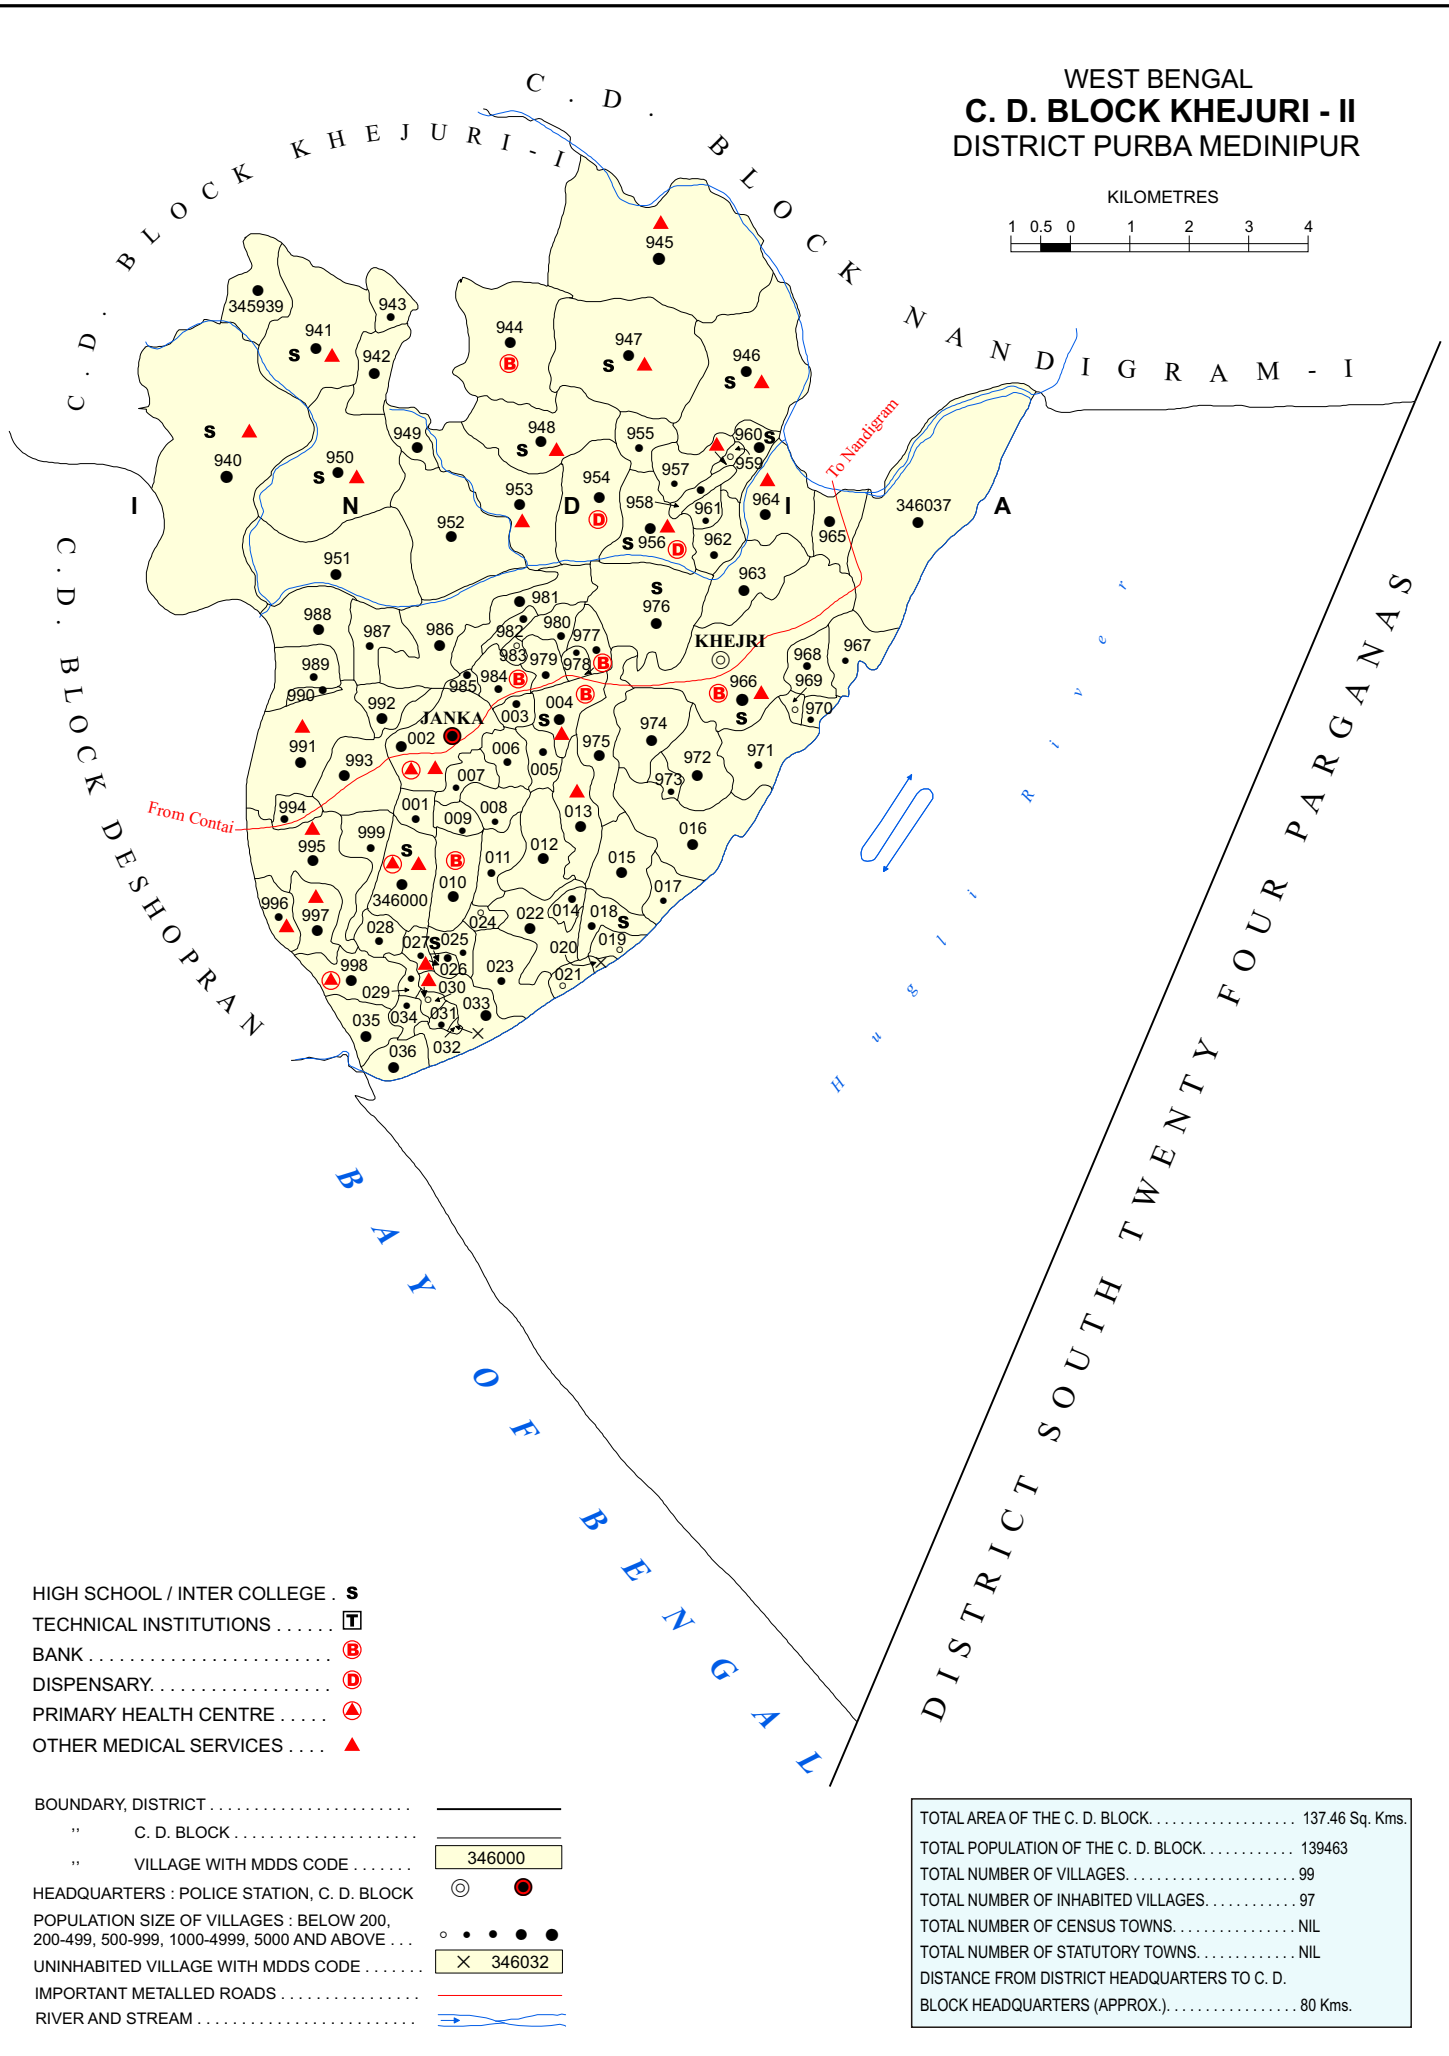 WEST BENGAL
C. D. BLOCK KHEJURI - II
DISTRICT PURBA MEDINIPUR
KILOMETRES
1 0.5 0 1 2 3 4
C. D. BLOCK KHEJURI-I
C. D. BLOCK NANDIGRAM-I
C. D. BLOCK DESHOPRAN
DISTRICT SOUTH TWENTY FOUR PARGANAS
945
345939
943
941
S
942
944
B
947
S
946
S
S
940
949
950
S
948
S
955
960
S
959
957
954
953
958
961
964
D
S
956
D
962
965
346037
I N D I A
952
951
963
To Nandigram
988
987
986
981
982
980
977
S
976
KHEJRI
983
979
978
B
989
985
984
B
B
990
968
967
969
966
B
S
970
992
JANKA
003
004
S
974
991
002
006
975
972
971
993
005
973
007
994
001
008
013
From Contai
009
016
999
995
S
B
012
015
011
346000
010
017
996
997
014
018
S
024
022
028
027
S
025
020
019
026
998
023
021
029
030
034
031
033
035
032
036
Hugli River
BAY OF BENGAL
HIGH SCHOOL / INTER COLLEGE . S
TECHNICAL INSTITUTIONS . . . . . . T
BANK . . . . . . . . . . . . . . . . . . . . . . . . B
DISPENSARY. . . . . . . . . . . . . . . . . . D
PRIMARY HEALTH CENTRE . . . . .
OTHER MEDICAL SERVICES . . . .
BOUNDARY, DISTRICT . . . . . . . . . . . . . . . . . . . . . . .
,, C. D. BLOCK . . . . . . . . . . . . . . . . . . . . .
,, VILLAGE WITH MDDS CODE . . . . . . . 346000
HEADQUARTERS : POLICE STATION, C. D. BLOCK
POPULATION SIZE OF VILLAGES : BELOW 200,
200-499, 500-999, 1000-4999, 5000 AND ABOVE . . .
UNINHABITED VILLAGE WITH MDDS CODE . . . . . . . 346032
IMPORTANT METALLED ROADS . . . . . . . . . . . . . . . .
RIVER AND STREAM . . . . . . . . . . . . . . . . . . . . . . . . .
TOTAL AREA OF THE C. D. BLOCK. . . . . . . . . . . . . . . . . . . 137.46 Sq. Kms.
TOTAL POPULATION OF THE C. D. BLOCK. . . . . . . . . . . . 139463
TOTAL NUMBER OF VILLAGES. . . . . . . . . . . . . . . . . . . . . . 99
TOTAL NUMBER OF INHABITED VILLAGES. . . . . . . . . . . . 97
TOTAL NUMBER OF CENSUS TOWNS. . . . . . . . . . . . . . . . NIL
TOTAL NUMBER OF STATUTORY TOWNS. . . . . . . . . . . . . NIL
DISTANCE FROM DISTRICT HEADQUARTERS TO C. D.
BLOCK HEADQUARTERS (APPROX.). . . . . . . . . . . . . . . . . 80 Kms.